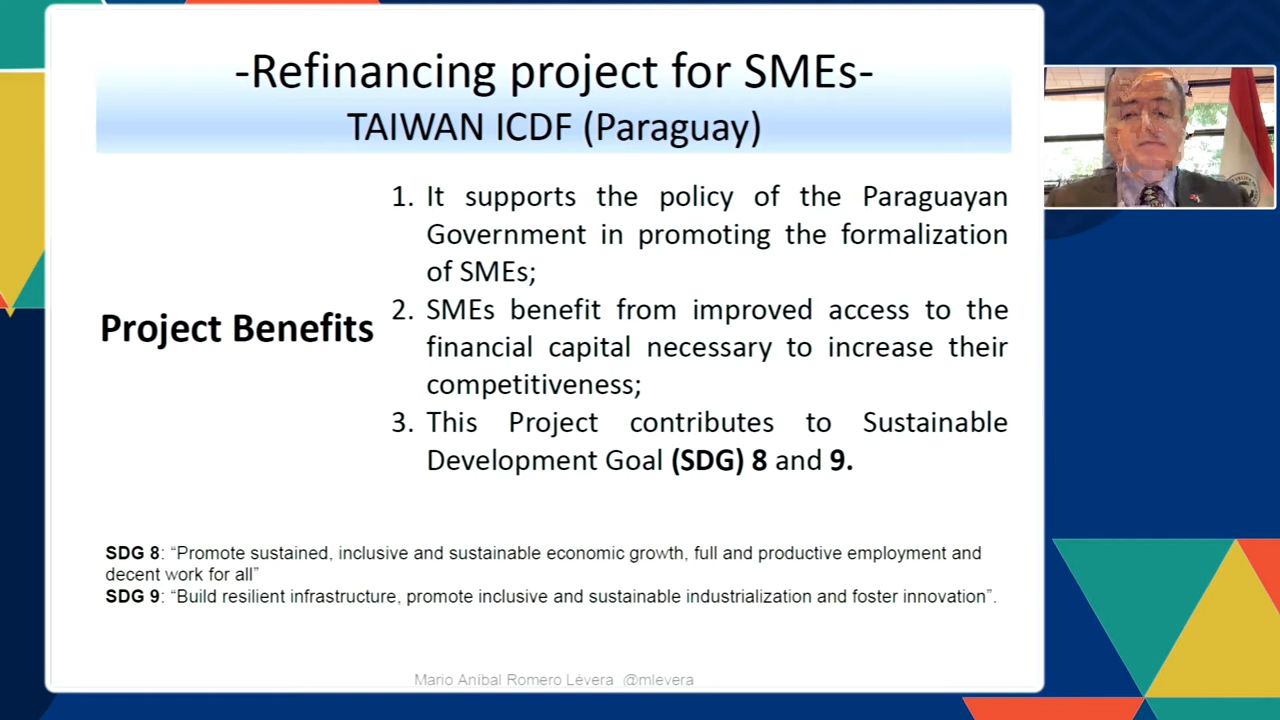 -Refinancing project for SMEs-
TAIWAN ICDF (Paraguay)
Project Benefits
1. It supports the policy of the Paraguayan
Government in promoting the formalization
of SMEs;
2. SMEs benefit from improved access to the
financial capital necessary to increase their
competitiveness;
3. This Project contributes to Sustainable
Development Goal (SDG) 8 and 9.
SDG 8: “Promote sustained, inclusive and sustainable economic growth, full and productive employment and
decent work for all”
SDG 9: “Build resilient infrastructure, promote inclusive and sustainable industrialization and foster innovation”.
Mario Anibal Romero Lévera @mlevera